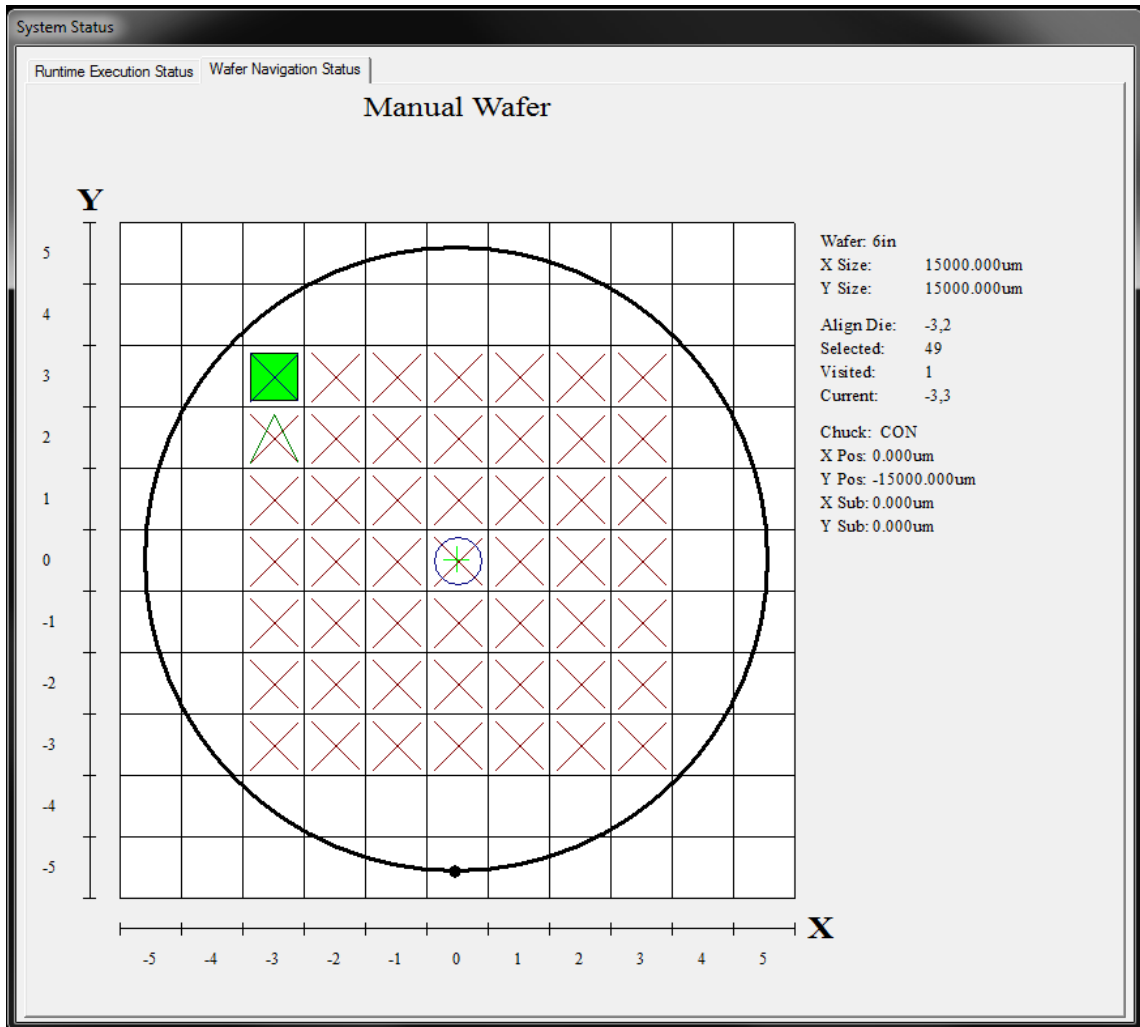 System Status
Runtime Execution Status
Wafer Navigation Status
Manual Wafer
Y
5
4
3
2
1
0
-1
-2
-3
-4
-5
X
-5 -4 -3 -2 -1 0 1 2 3 4 5
Wafer: 6in
X Size: 15000.000um
Y Size: 15000.000um
Align Die: -3,2
Selected: 49
Visited: 1
Current: -3,3
Chuck: CON
X Pos: 0.000um
Y Pos: -15000.000um
X Sub: 0.000um
Y Sub: 0.000um